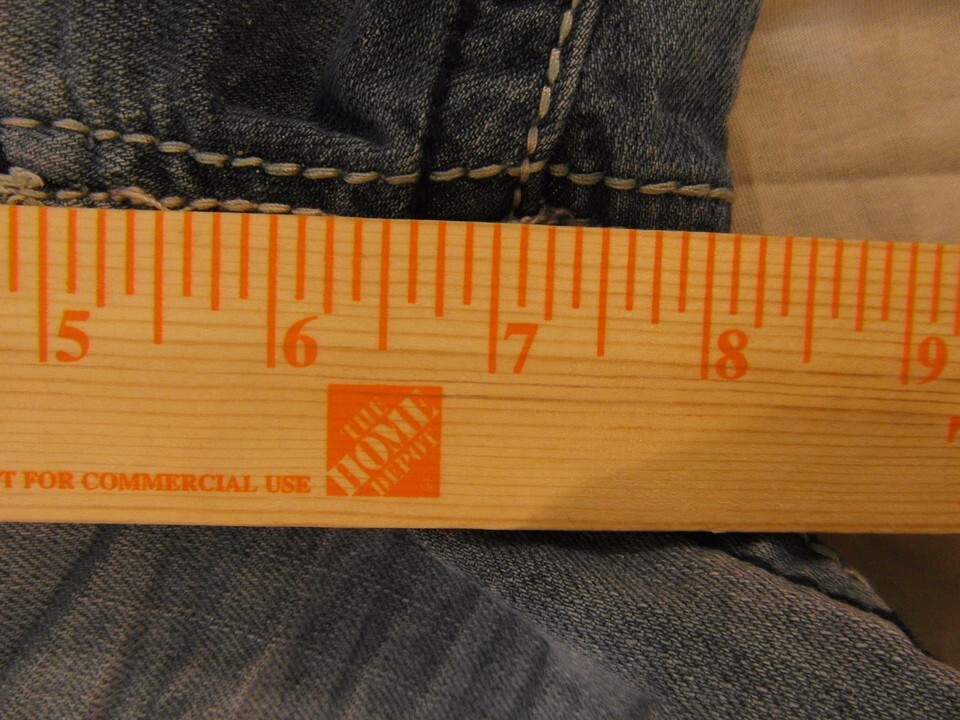 5 6 7 8 9
THE
HOME
DEPOT
T FOR COMMERCIAL USE